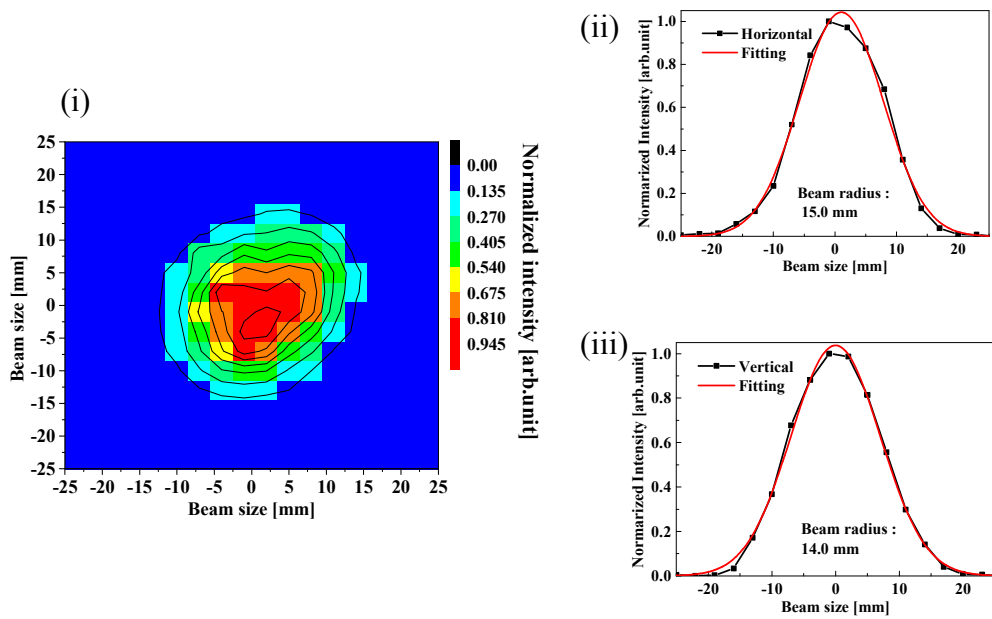 (i)
25
20
15
10
5
0
-5
-10
-15
-20
-25
Beam size [mm]
-25 -20 -15 -10 -5 0 5 10 15 20 25
Beam size [mm]
0.00
0.135
0.270
0.405
0.540
0.675
0.810
0.945
Normalized intensity [arb.unit]
(ii)
Normarized Intensity [arb.unit]
1.0
0.8
0.6
0.4
0.2
0.0
Horizontal
Fitting
Beam radius :
15.0 mm
-20 -10 0 10 20
Beam size [mm]
(iii)
Normarized Intensity [arb.unit]
1.0
0.8
0.6
0.4
0.2
0.0
Vertical
Fitting
Beam radius :
14.0 mm
-20 -10 0 10 20
Beam size [mm]